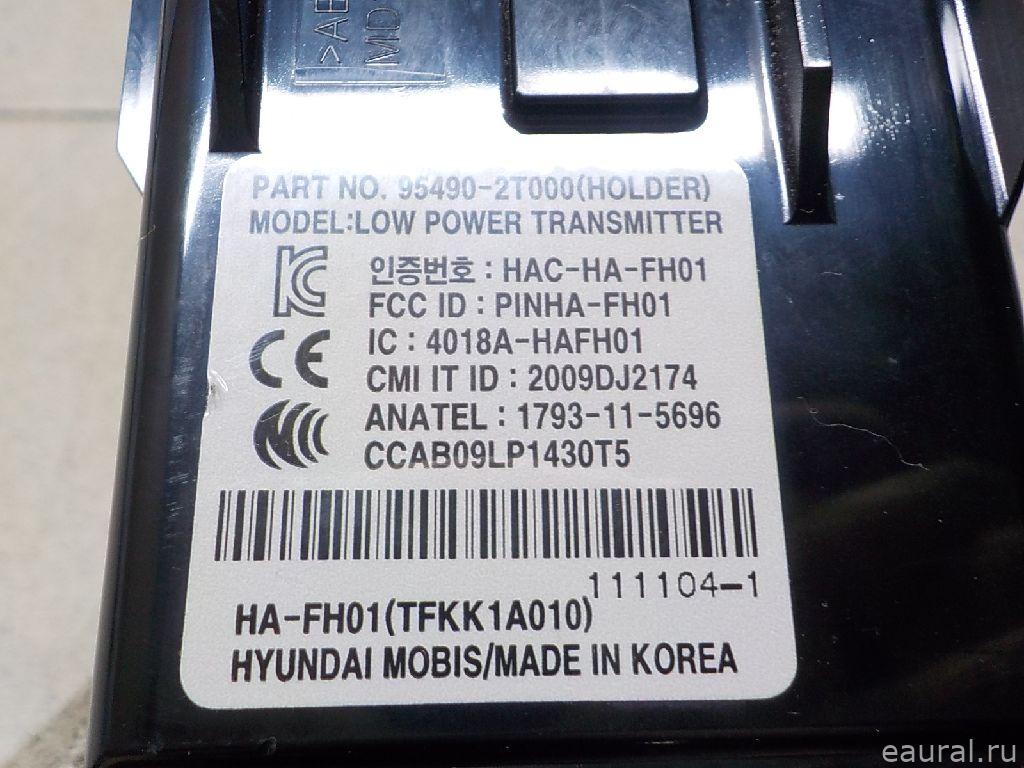 PART NO. 95490-2T000(HOLDER)
MODEL:LOW POWER TRANSMITTER
인증번호 : HAC-HA-FH01
FCC ID : PINHA-FH01
IC : 4018A-HAFH01
CMI IT ID : 2009DJ2174
ANATEL : 1793-11-5696
CCAB09LP1430T5
111104-1
HA-FH01(TFKK1A010)
HYUNDAI MOBIS/MADE IN KOREA
eaural.ru